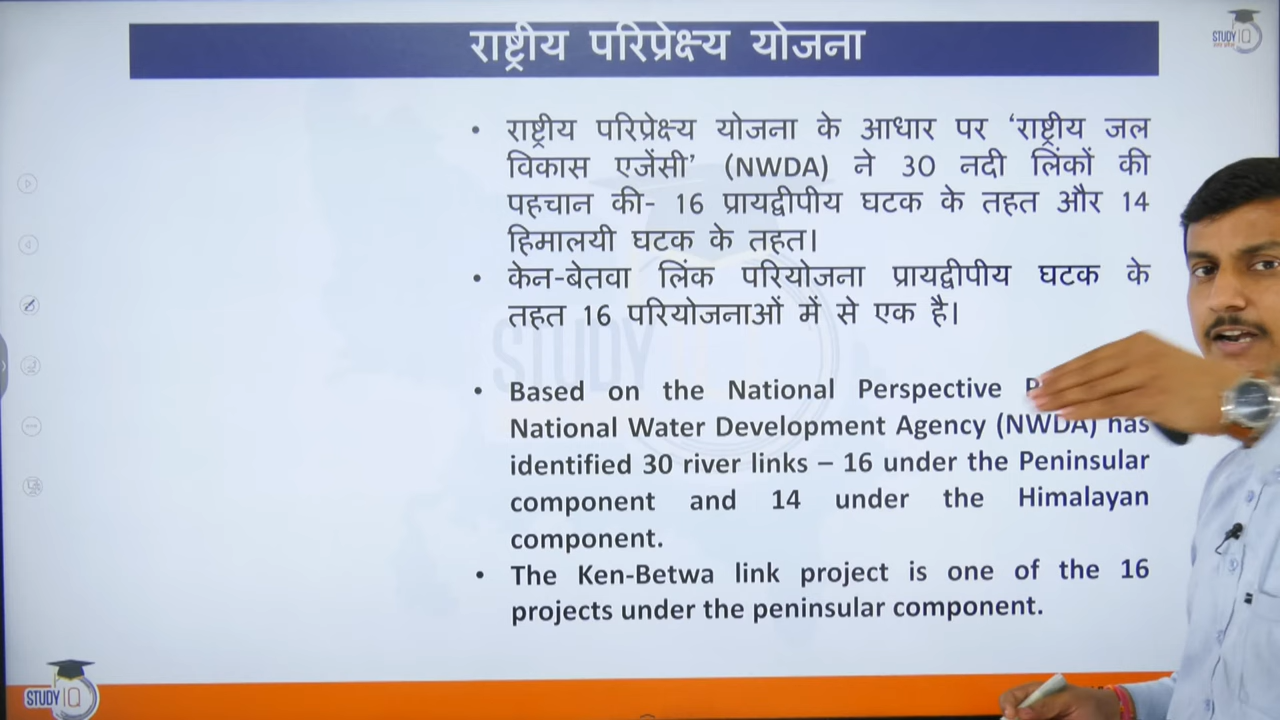 राष्ट्रीय परिप्रेक्ष्य योजना
STUDY IQ
• राष्ट्रीय परिप्रेक्ष्य योजना के आधार पर ‘राष्ट्रीय जल
विकास एजेंसी’ (NWDA) ने 30 नदी लिंकों की
पहचान की- 16 प्रायद्वीपीय घटक के तहत और 14
हिमालयी घटक के तहत।
• केन-बेतवा लिंक परियोजना प्रायद्वीपीय घटक के
तहत 16 परियोजनाओं में से एक है।
STUDY
• Based on the National Perspective
National Water Development Agency (NWDA) has
identified 30 river links – 16 under the Peninsular
component and 14 under the Himalayan
component.
• The Ken-Betwa link project is one of the 16
projects under the peninsular component.
STUDY IQ